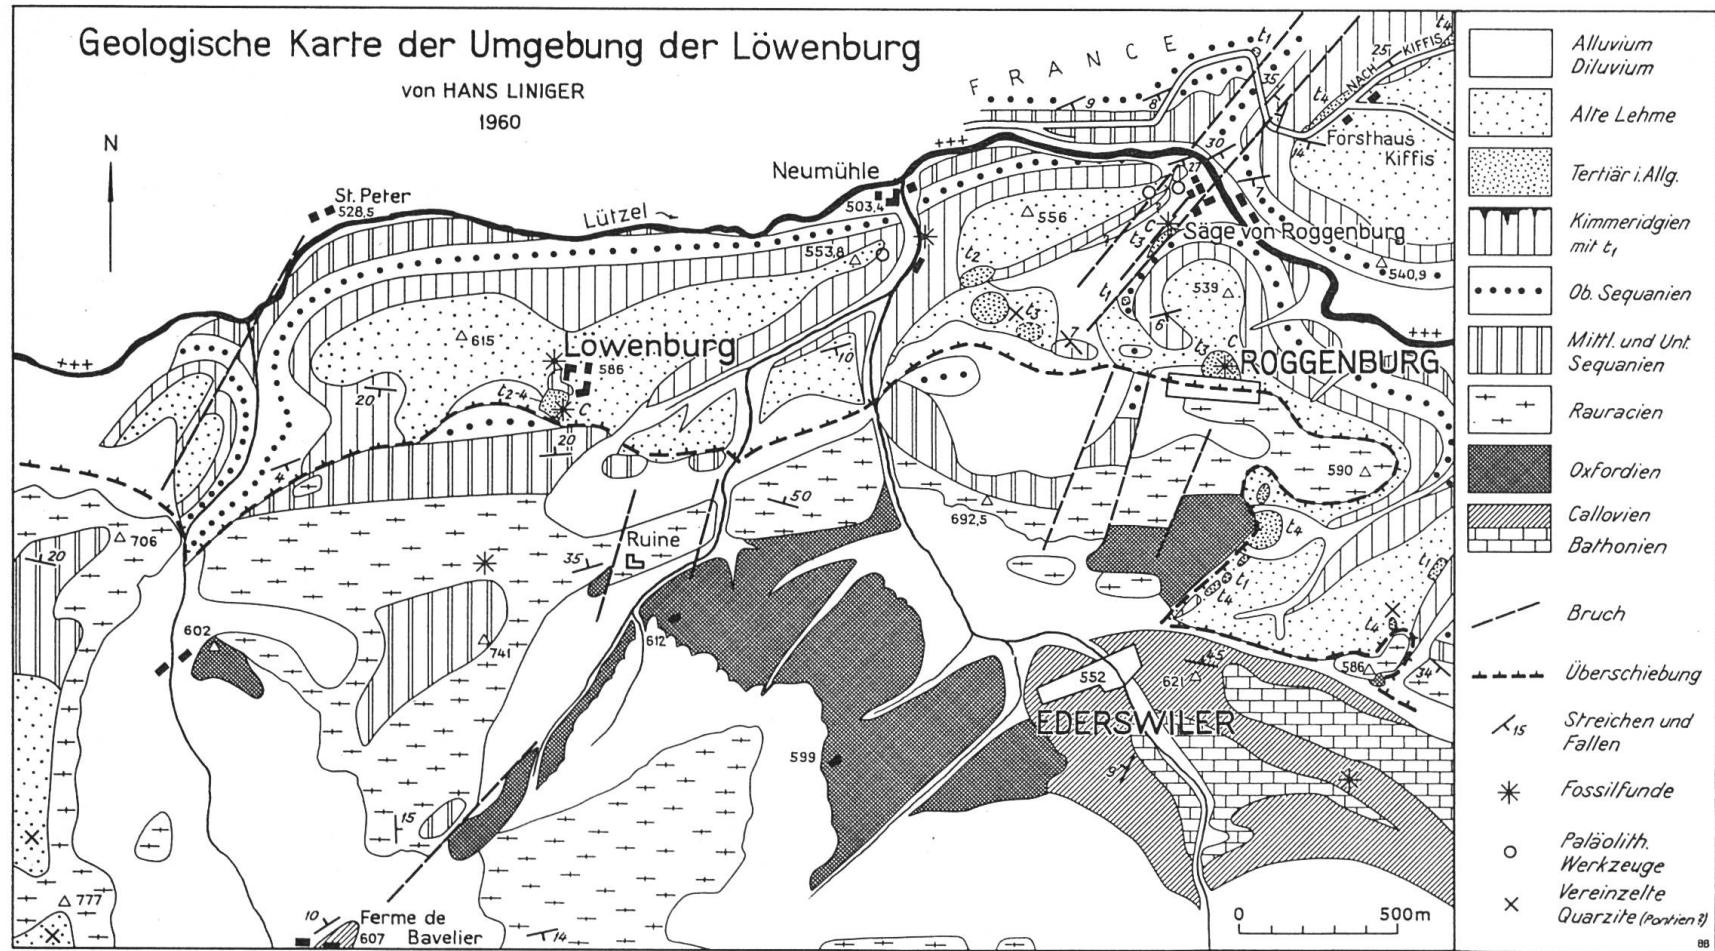 Geologische Karte der Umgebung der Löwenburg
von HANS LINIGER
1960
N
FRANCE
t1
35
25
NACH KIFFIS
t4
t4
9
8
Forsthaus
Kiffis
14
30
+++
Neumühle
503,4
St. Peter
528,5
Lützel
553,8
556
27
7
C
t3
Säge von Roggenburg
540,9
t2
t3
t1
539
6
7
C
t3
ROGGENBURG
+++
+++
615
Löwenburg
586
10
20
t2-4
C
20
4
50
692,5
590
706
20
Ruine
35
t4
t1
t4
t1
602
741
612
t4
586
34
45
621
552
EDERSWILER
599
9
15
777
10
Ferme de
607 Bavelier
14
0 500m
Alluvium
Diluvium
Alte Lehme
Tertiär i. Allg.
Kimmeridgien
mit t1
Ob. Sequanien
Mittl. und Unt.
Sequanien
Rauracien
Oxfordien
Callovien
Bathonien
Bruch
Überschiebung
15
Streichen und
Fallen
Fossilfunde
Paläolith.
Werkzeuge
Vereinzelte
Quarzite (Pontien?)
BB